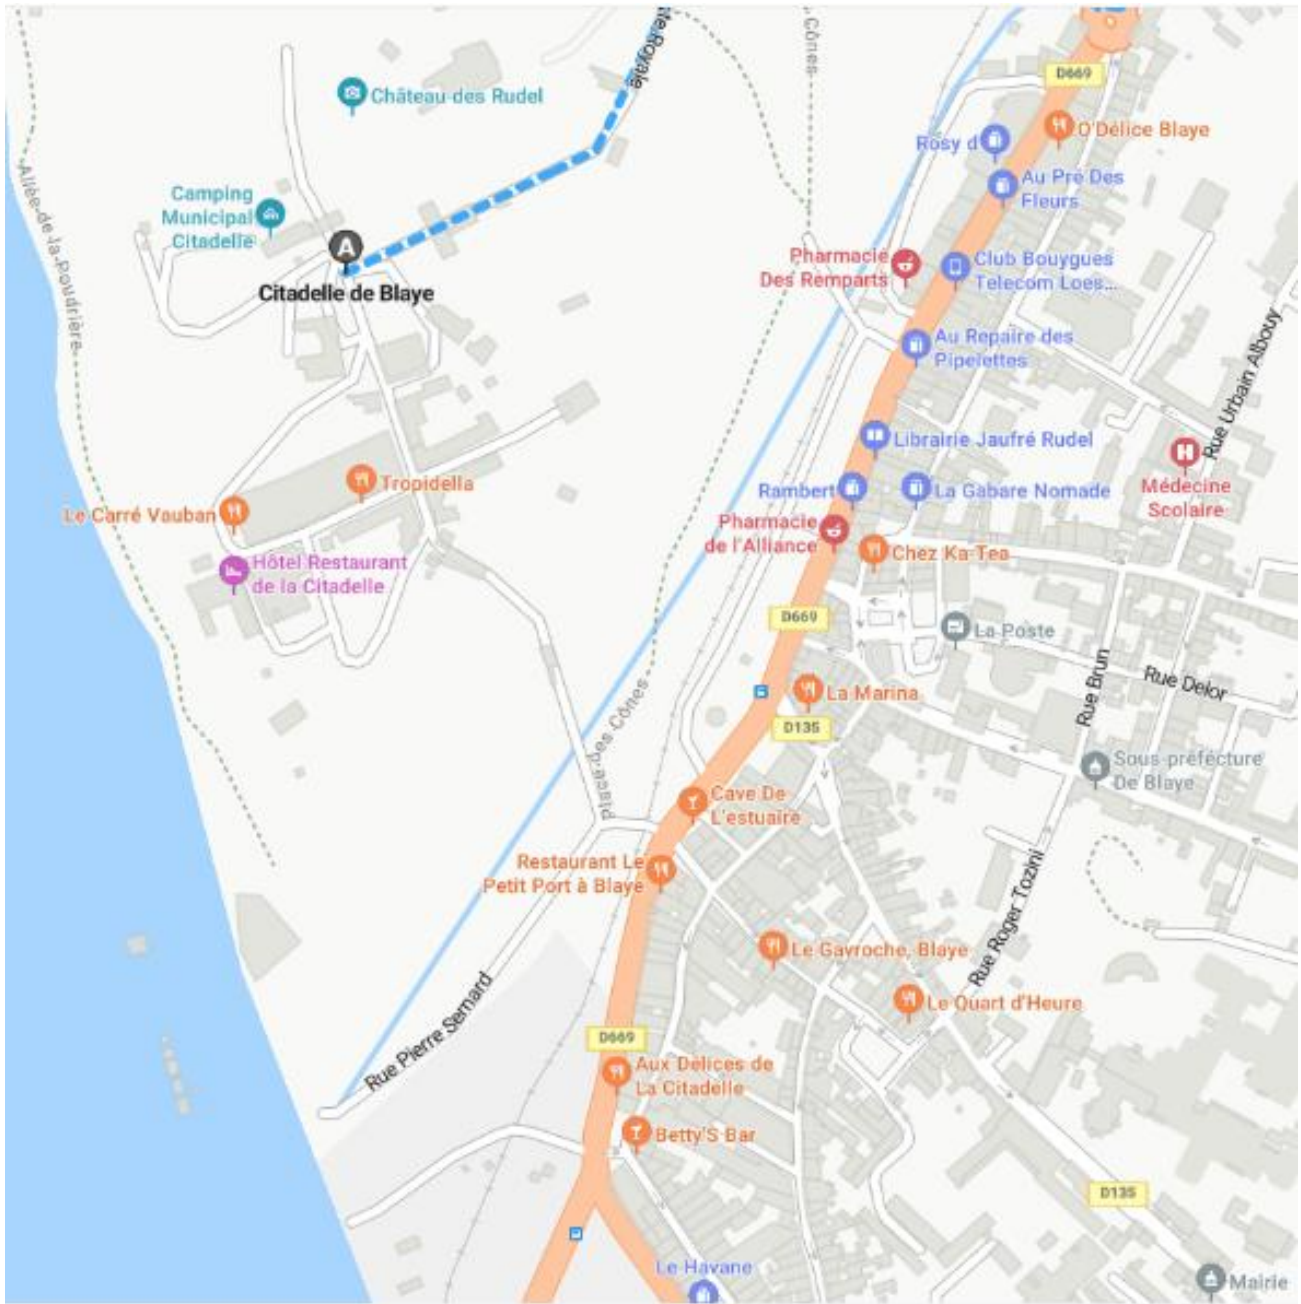 te Royale
Cônes
D669
Château des Rudel
O'Délice Blaye
Rosy d
Au Pré Des
Fleurs
Allée de la Poudrière
Camping
Municipal
Citadelle
A
Citadelle de Blaye
Pharmacie
Des Remparts
Club Bouygues
Telecom Loes...
Au Repaire des
Pipelettes
Rue Urbain Albouy
Librairie Jaufré Rudel
Tropidella
Rambert
La Gabare Nomade
Médecine
Scolaire
Le Carré Vauban
Pharmacie
de l'Alliance
Chez Ka-Tea
Hôtel Restaurant
de la Citadelle
D669
La Poste
Rue Brun
Rue Delor
La Marina
D135
Place d
es Cônes
Sous-préfecture
De Blaye
Cave De
L'estuaire
Restaurant Le
Petit Port à Blaye
Rue Roger Tozini
Le Gavroche, Blaye
Le Quart d'Heure
Rue Pierre Semard
D669
Aux Délices de
La Citadelle
Betty'S Bar
D135
Le Havane
Mairie